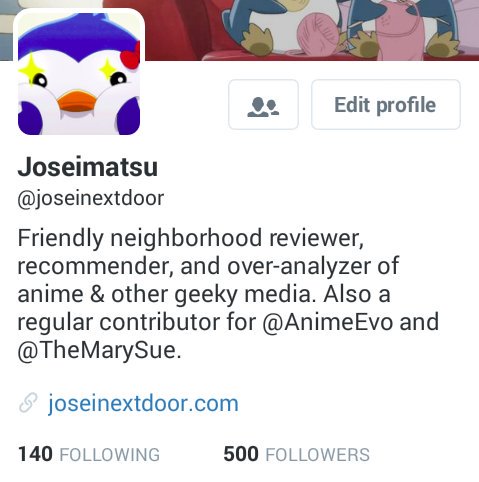 Edit profile
Joseimatsu
@joseinextdoor
Friendly neighborhood reviewer,
recommender, and over-analyzer of
anime & other geeky media. Also a
regular contributor for @AnimeEvo and
@TheMarySue.
joseinextdoor.com
140 FOLLOWING 500 FOLLOWERS